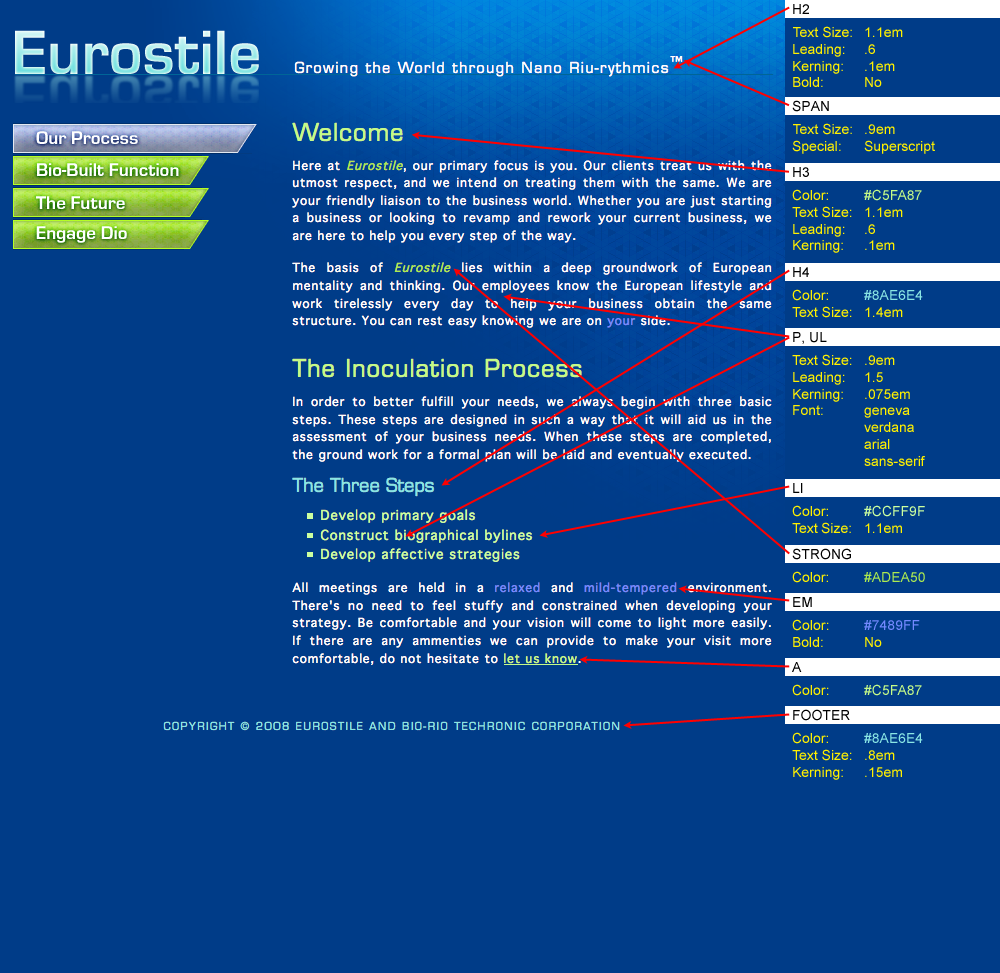 Eurostile
Growing the World through Nano Riu-rythmics™
Our Process
Bio-Built Function
The Future
Engage Dio
Welcome
Here at Eurostile, our primary focus is you. Our clients treat us with the
utmost respect, and we intend on treating them with the same. We are
your friendly liaison to the business world. Whether you are just starting
a business or looking to revamp and rework your current business, we
are here to help you every step of the way.
The basis of Eurostile lies within a deep groundwork of European
mentality and thinking. Our employees know the European lifestyle and
work tirelessly every day to help your business obtain the same
structure. You can rest easy knowing we are on your side.
The Inoculation Process
In order to better fulfill your needs, we always begin with three basic
steps. These steps are designed in such a way that it will aid us in the
assessment of your business needs. When these steps are completed,
the ground work for a formal plan will be laid and eventually executed.
The Three Steps
Develop primary goals
Construct biographical bylines
Develop affective strategies
All meetings are held in a relaxed and mild-tempered environment.
There's no need to feel stuffy and constrained when developing your
strategy. Be comfortable and your vision will come to light more easily.
If there are any ammenties we can provide to make your visit more
comfortable, do not hesitate to let us know.
COPYRIGHT © 2008 EUROSTILE AND BIO-RIO TECHRONIC CORPORATION
H2
Text Size: 1.1em
Leading: .6
Kerning: .1em
Bold: No
SPAN
Text Size: .9em
Special: Superscript
H3
Color: #C5FA87
Text Size: 1.1em
Leading: .6
Kerning: .1em
H4
Color: #8AE6E4
Text Size: 1.4em
P, UL
Text Size: .9em
Leading: 1.5
Kerning: .075em
Font: geneva
verdana
arial
sans-serif
LI
Color: #CCFF9F
Text Size: 1.1em
STRONG
Color: #ADEA50
EM
Color: #7489FF
Bold: No
A
Color: #C5FA87
FOOTER
Color: #8AE6E4
Text Size: .8em
Kerning: .15em